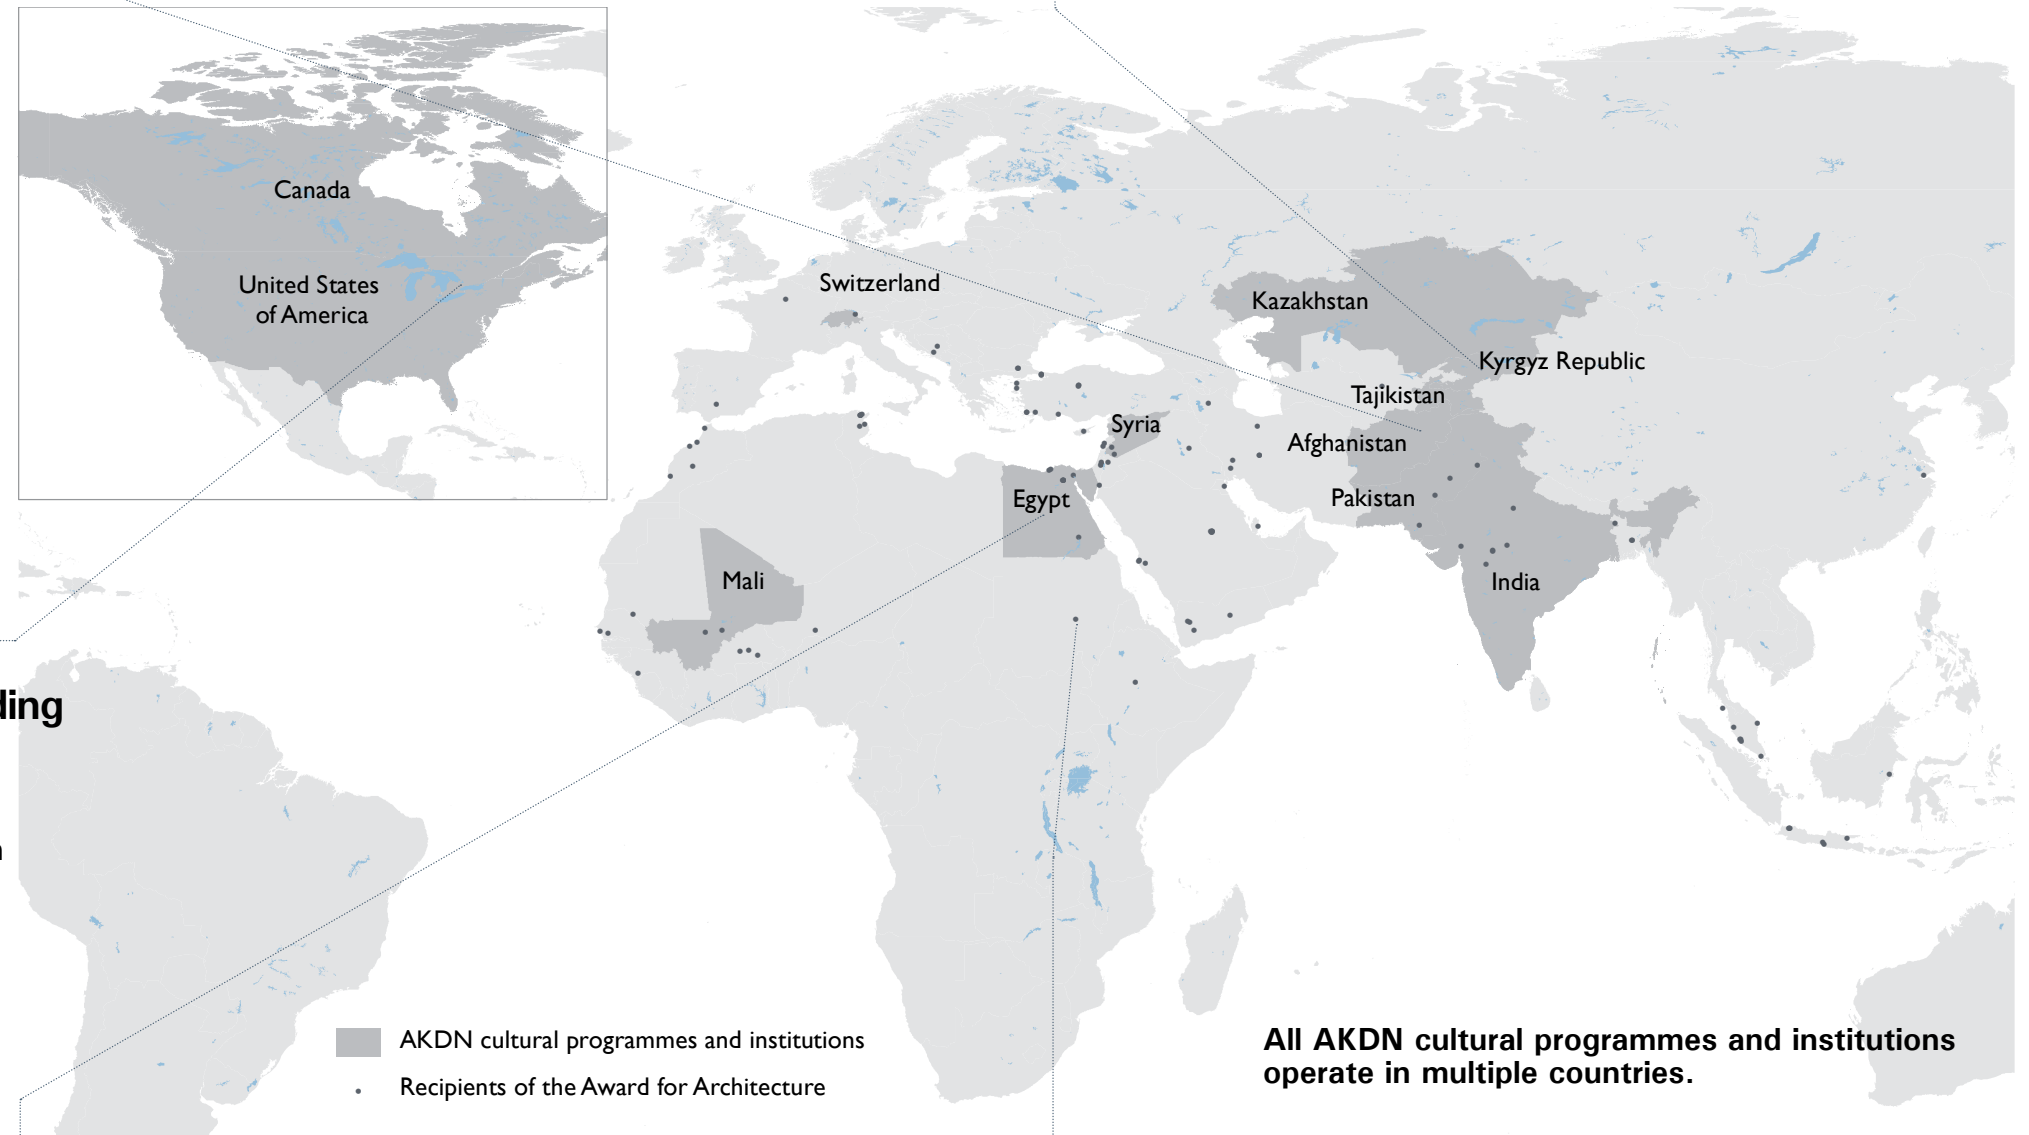 Canada
United States
of America
Switzerland
Kazakhstan
Kyrgyz Republic
Tajikistan
Syria
Afghanistan
Egypt
Pakistan
Mali
India
ding
n
AKDN cultural programmes and institutions
Recipients of the Award for Architecture
All AKDN cultural programmes and institutions
operate in multiple countries.